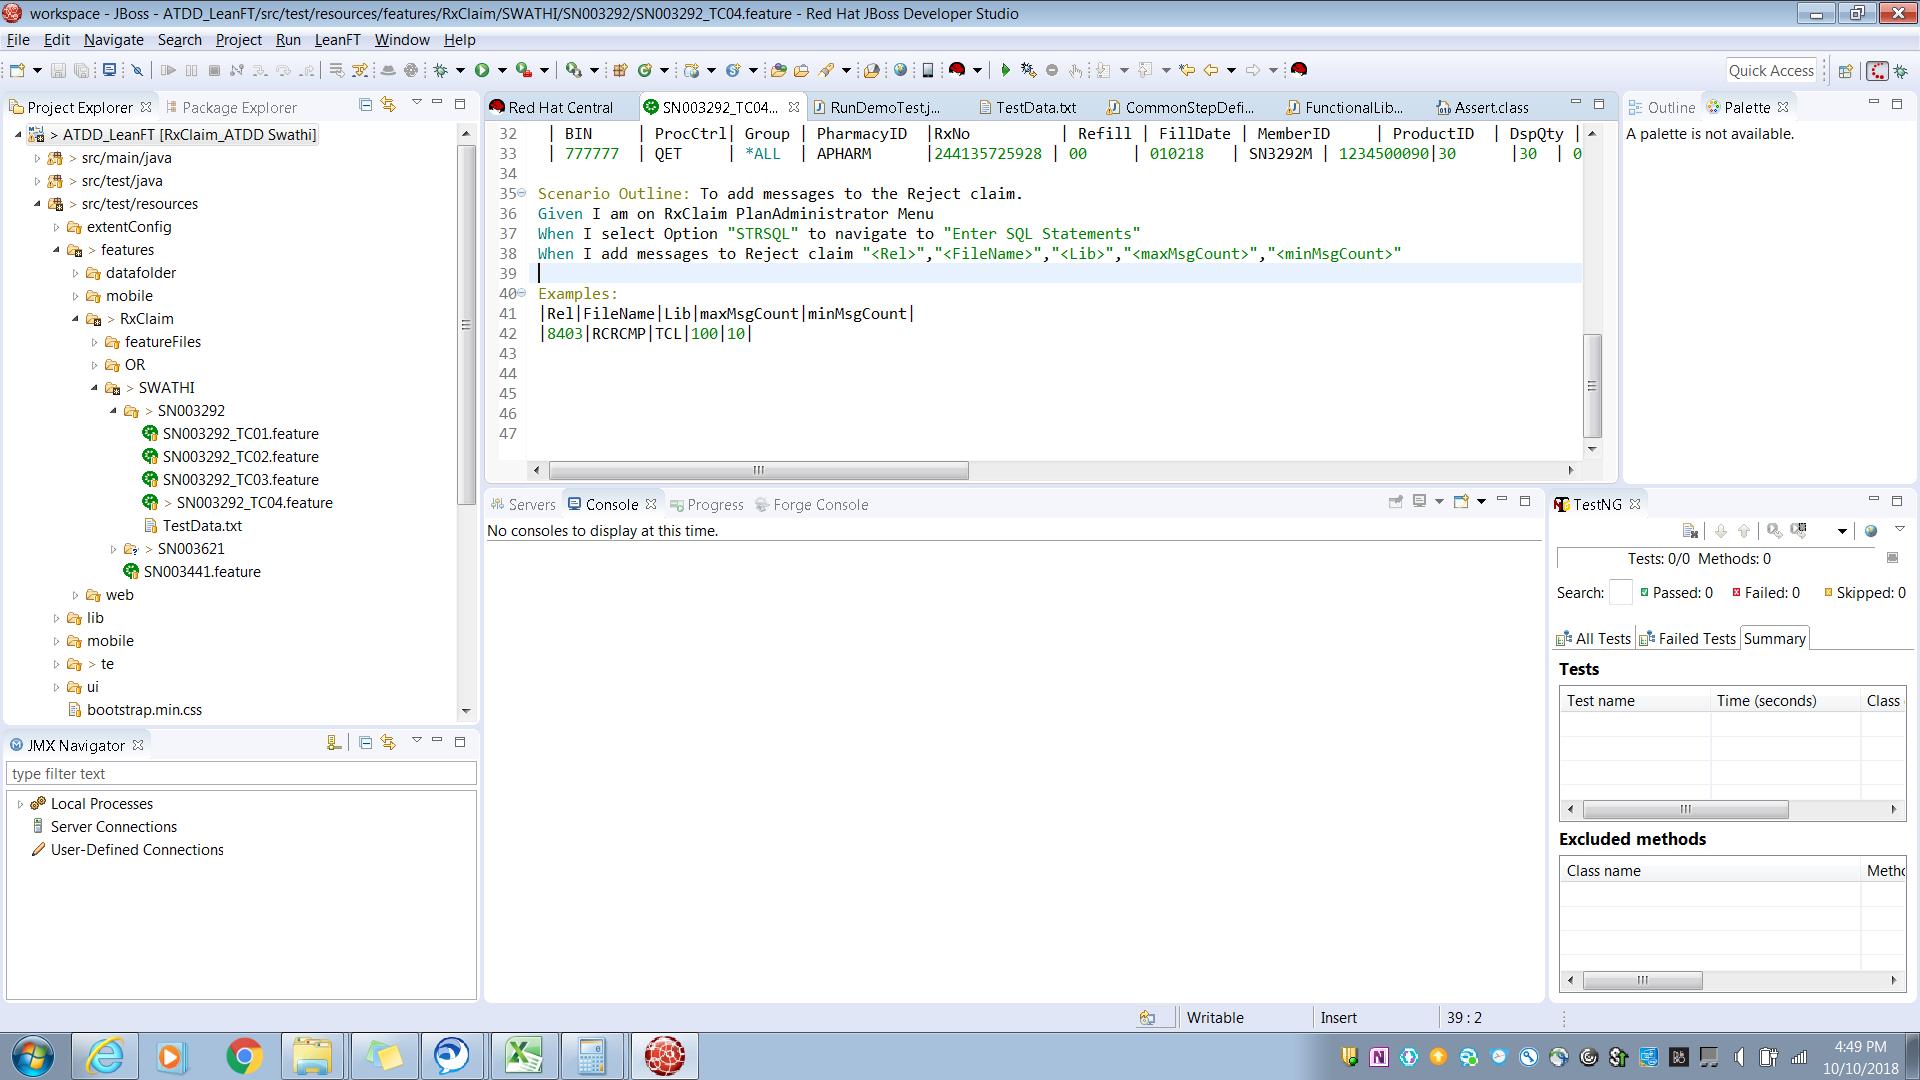 workspace - JBoss - ATDD_LeanFT/src/test/resources/features/RxClaim/SWATHI/SN003292/SN003292_TC04.feature - Red Hat JBoss Developer Studio
File Edit Navigate Search Project Run LeanFT Window Help
Quick Access
Project Explorer Package Explorer
> ATDD_LeanFT [RxClaim_ATDD Swathi]
> src/main/java
> src/test/java
> src/test/resources
extentConfig
> features
datafolder
mobile
> RxClaim
featureFiles
OR
> SWATHI
> SN003292
SN003292_TC01.feature
SN003292_TC02.feature
SN003292_TC03.feature
> SN003292_TC04.feature
TestData.txt
> SN003621
SN003441.feature
web
lib
mobile
> te
ui
bootstrap.min.css
JMX Navigator
type filter text
Local Processes
Server Connections
User-Defined Connections
Red Hat Central SN003292_TC04... RunDemoTest.j... TestData.txt CommonStepDefi... FunctionalLib... Assert.class
32 | BIN | ProcCtrl| Group | PharmacyID |RxNo | Refill | FillDate | MemberID | ProductID | DspQty |
33 | 777777 | QET | *ALL | APHARM |244135725928 | 00 | 010218 | SN3292M | 1234500090|30 |30 | 0
34
35 Scenario Outline: To add messages to the Reject claim.
36 Given I am on RxClaim PlanAdministrator Menu
37 When I select Option "STRSQL" to navigate to "Enter SQL Statements"
38 When I add messages to Reject claim "<Rel>","<FileName>","<Lib>","<maxMsgCount>","<minMsgCount>"
39
40 Examples:
41 |Rel|FileName|Lib|maxMsgCount|minMsgCount|
42 |8403|RCRCMP|TCL|100|10|
43
44
45
46
47
Outline Palette
A palette is not available.
Servers Console Progress Forge Console
No consoles to display at this time.
TestNG
Tests: 0/0 Methods: 0
Search: Passed: 0 Failed: 0 Skipped: 0
All Tests Failed Tests Summary
Tests
Test name Time (seconds) Class
Excluded methods
Class name Metho
Writable Insert 39 : 2
4:49 PM
10/10/2018